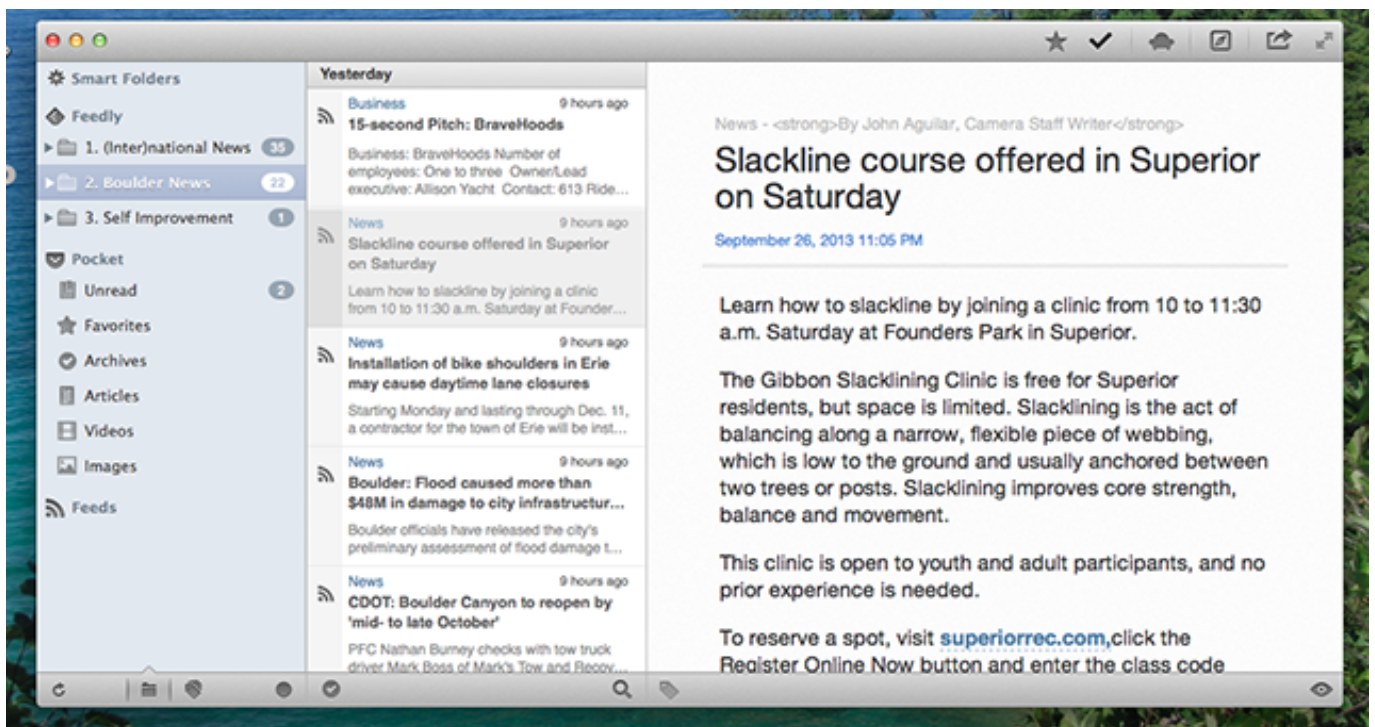 Smart Folders
Feedly
1. (Inter)national News 35
2. Boulder News 22
3. Self Improvement 1
Pocket
Unread 2
Favorites
Archives
Articles
Videos
Images
Feeds
Yesterday
Business 9 hours ago
15-second Pitch: BraveHoods
Business: BraveHoods Number of
employees: One to three Owner/Lead
executive: Allison Yacht Contact: 613 Ride...
News 9 hours ago
Slackline course offered in Superior
on Saturday
Learn how to slackline by joining a clinic
from 10 to 11:30 a.m. Saturday at Founder...
News 9 hours ago
Installation of bike shoulders in Erie
may cause daytime lane closures
Starting Monday and lasting through Dec. 11,
a contractor for the town of Erie will be inst...
News 9 hours ago
Boulder: Flood caused more than
$48M in damage to city infrastructur...
Boulder officials have released the city's
preliminary assessment of flood damage t...
News 9 hours ago
CDOT: Boulder Canyon to reopen by
'mid- to late October'
PFC Nathan Burney checks with tow truck
driver Mark Boss of Mark's Tow and Recov...
News - <strong>By John Aguilar, Camera Staff Writer</strong>
Slackline course offered in Superior
on Saturday
September 26, 2013 11:05 PM
Learn how to slackline by joining a clinic from 10 to 11:30
a.m. Saturday at Founders Park in Superior.
The Gibbon Slacklining Clinic is free for Superior
residents, but space is limited. Slacklining is the act of
balancing along a narrow, flexible piece of webbing,
which is low to the ground and usually anchored between
two trees or posts. Slacklining improves core strength,
balance and movement.
This clinic is open to youth and adult participants, and no
prior experience is needed.
To reserve a spot, visit superiorrec.com,click the
Register Online Now button and enter the class code